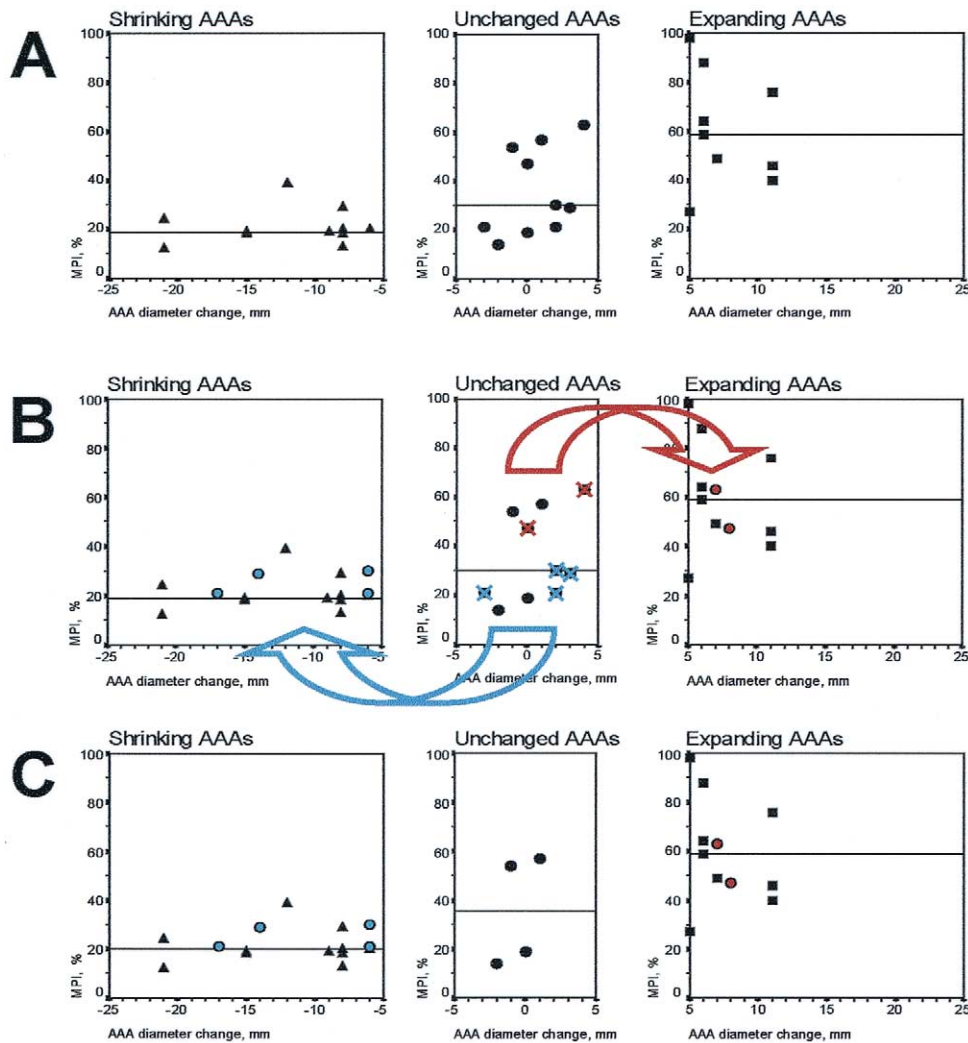 A
Shrinking AAAs Unchanged AAAs Expanding AAAs
100 100 100
80 80 80
60 60 60
40 40 40
20 20 20
0 0 0
MPI, % MPI, % MPI, %
-25 -20 -15 -10 -5 -5 0 5 5 10 15 20 25
AAA diameter change, mm AAA diameter change, mm AAA diameter change, mm
B
Shrinking AAAs Unchanged AAAs Expanding AAAs
100 100 100
80 80 80
60 60 60
40 40 40
20 20 20
0 0 0
MPI, % MPI, % MPI, %
-25 -20 -15 -10 -5 -5 0 5 5 10 15 20 25
AAA diameter change, mm AAA diameter change, mm AAA diameter change, mm
C
Shrinking AAAs Unchanged AAAs Expanding AAAs
100 100 100
80 80 80
60 60 60
40 40 40
20 20 20
0 0 0
MPI, % MPI, % MPI, %
-25 -20 -15 -10 -5 -5 0 5 5 10 15 20 25
AAA diameter change, mm AAA diameter change, mm AAA diameter change, mm